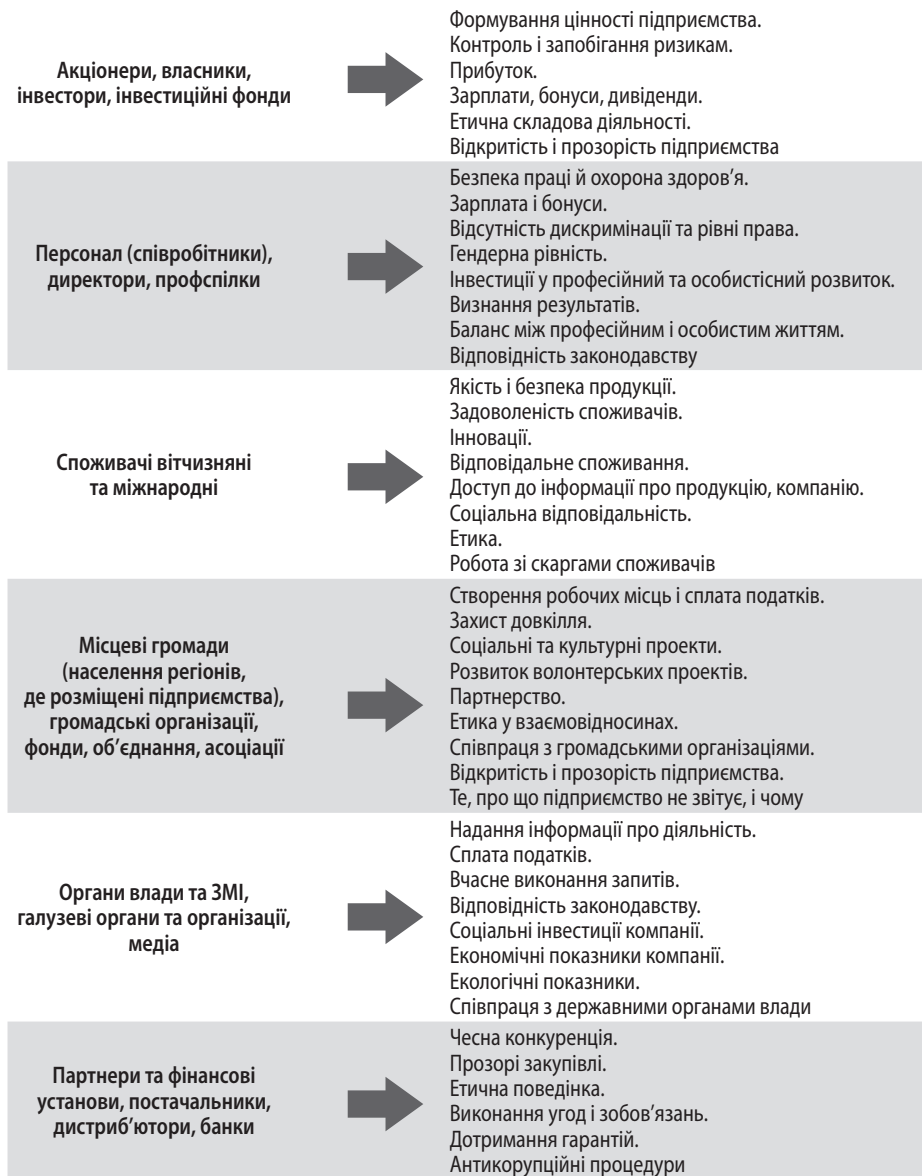 Акціонери, власники,
інвестори, інвестиційні фонди
Формування цінності підприємства.
Контроль і запобігання ризикам.
Прибуток.
Зарплати, бонуси, дивіденди.
Етична складова діяльності.
Відкритість і прозорість підприємства
Персонал (співробітники),
директори, профспілки
Безпека праці й охорона здоров’я.
Зарплата і бонуси.
Відсутність дискримінації та рівні права.
Гендерна рівність.
Інвестиції у професійний та особистісний розвиток.
Визнання результатів.
Баланс між професійним і особистим життям.
Відповідність законодавству
Споживачі вітчизняні
та міжнародні
Якість і безпека продукції.
Задоволеність споживачів.
Інновації.
Відповідальне споживання.
Доступ до інформації про продукцію, компанію.
Соціальна відповідальність.
Етика.
Робота зі скаргами споживачів
Місцеві громади
(населення регіонів,
де розміщені підприємства),
громадські організації,
фонди, об’єднання, асоціації
Створення робочих місць і сплата податків.
Захист довкілля.
Соціальні та культурні проекти.
Розвиток волонтерських проектів.
Партнерство.
Етика у взаємовідносинах.
Співпраця з громадськими організаціями.
Відкритість і прозорість підприємства.
Те, про що підприємство не звітує, і чому
Органи влади та ЗМІ,
галузеві органи та організації,
медіа
Надання інформації про діяльність.
Сплата податків.
Вчасне виконання запитів.
Відповідність законодавству.
Соціальні інвестиції компанії.
Економічні показники компанії.
Екологічні показники.
Співпраця з державними органами влади
Партнери та фінансові
установи, постачальники,
дистриб’ютори, банки
Чесна конкуренція.
Прозорі закупівлі.
Етична поведінка.
Виконання угод і зобов’язань.
Дотримання гарантій.
Антикорупційні процедури